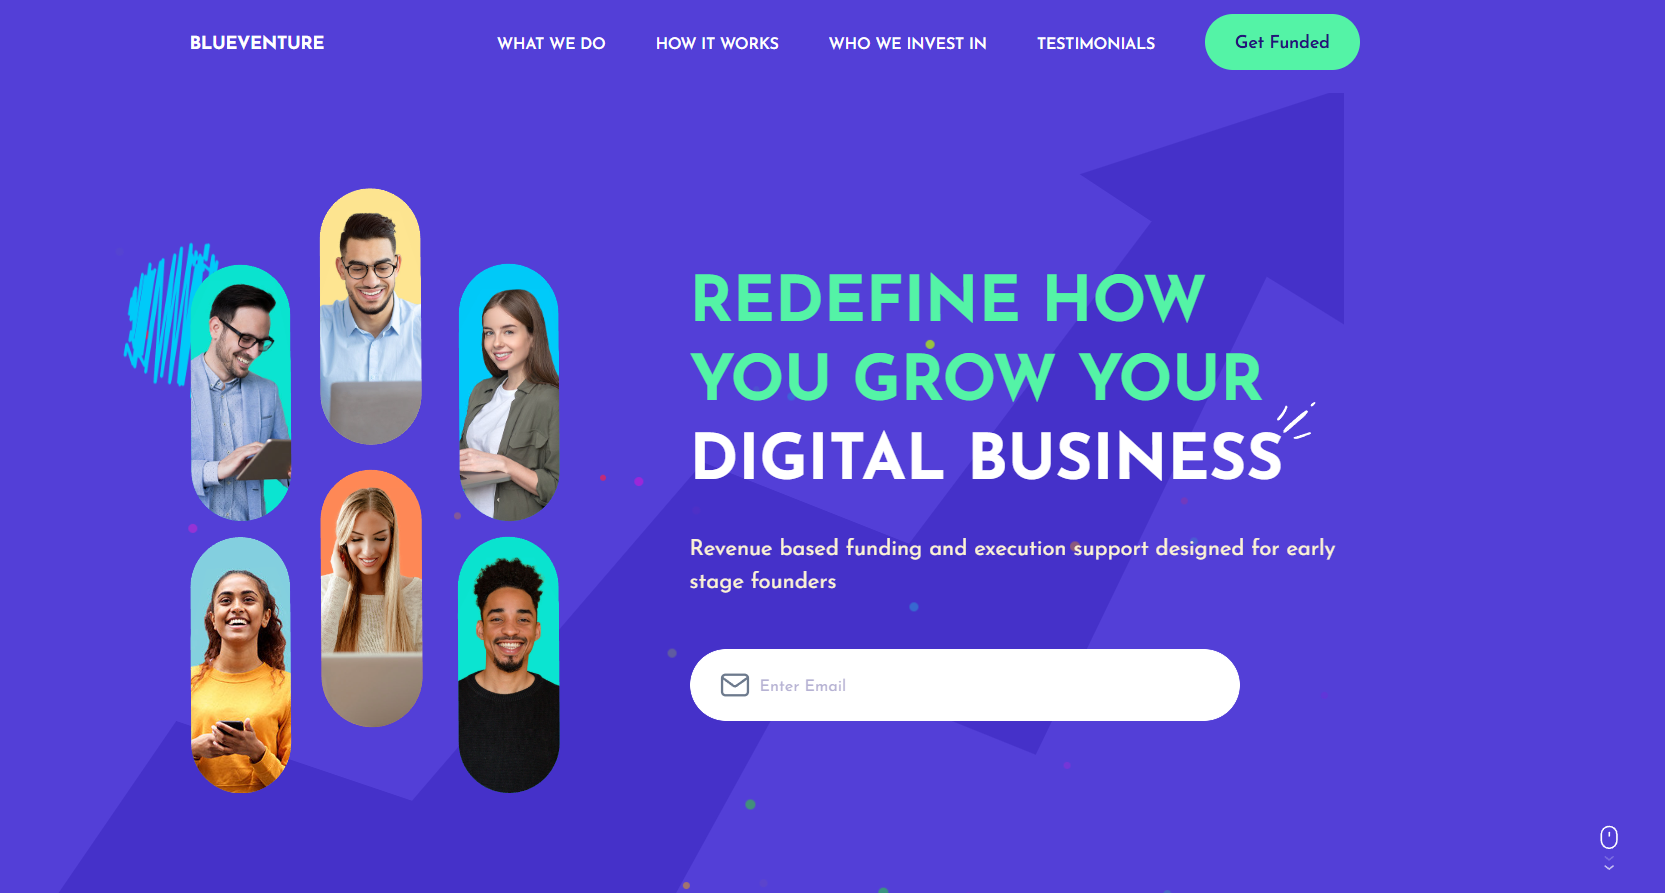 BLUEVENTURE
WHAT WE DO
HOW IT WORKS
WHO WE INVEST IN
TESTIMONIALS
Get Funded
REDEFINE HOW
YOU GROW YOUR
DIGITAL BUSINESS
Revenue based funding and execution support designed for early
stage founders
Enter Email